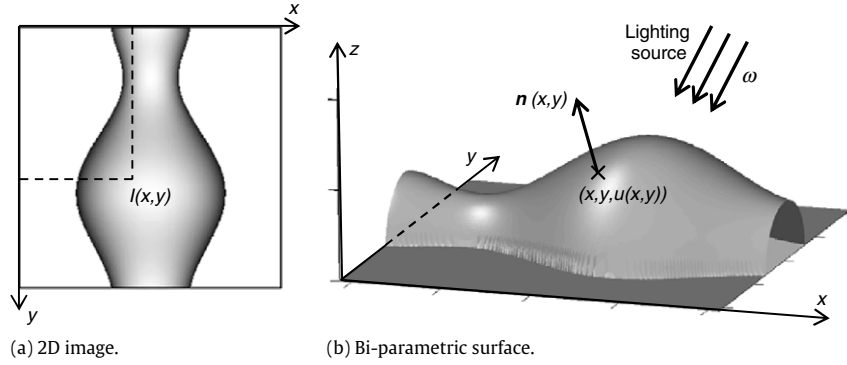 x
I(x,y)
y
(a) 2D image.
z
Lighting
source
ω
n (x,y)
y
(x,y,u(x,y))
x
(b) Bi-parametric surface.